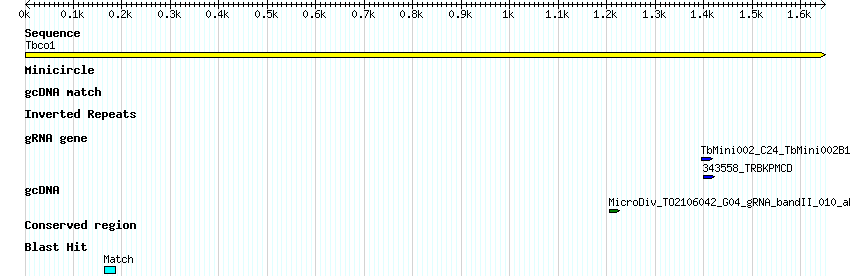 0k 0.1k 0.2k 0.3k 0.4k 0.5k 0.6k 0.7k 0.8k 0.9k 1k 1.1k 1.2k 1.3k 1.4k 1.5k 1.6k
Sequence
Tbco1
Minicircle
gcDNA match
Inverted Repeats
gRNA gene
TbMini002_C24_TbMini002B1
343558_TRBKPMCD
gcDNA
MicroDiv_T02106042_G04_gRNA_bandII_010_a
Conserved region
Blast Hit
Match